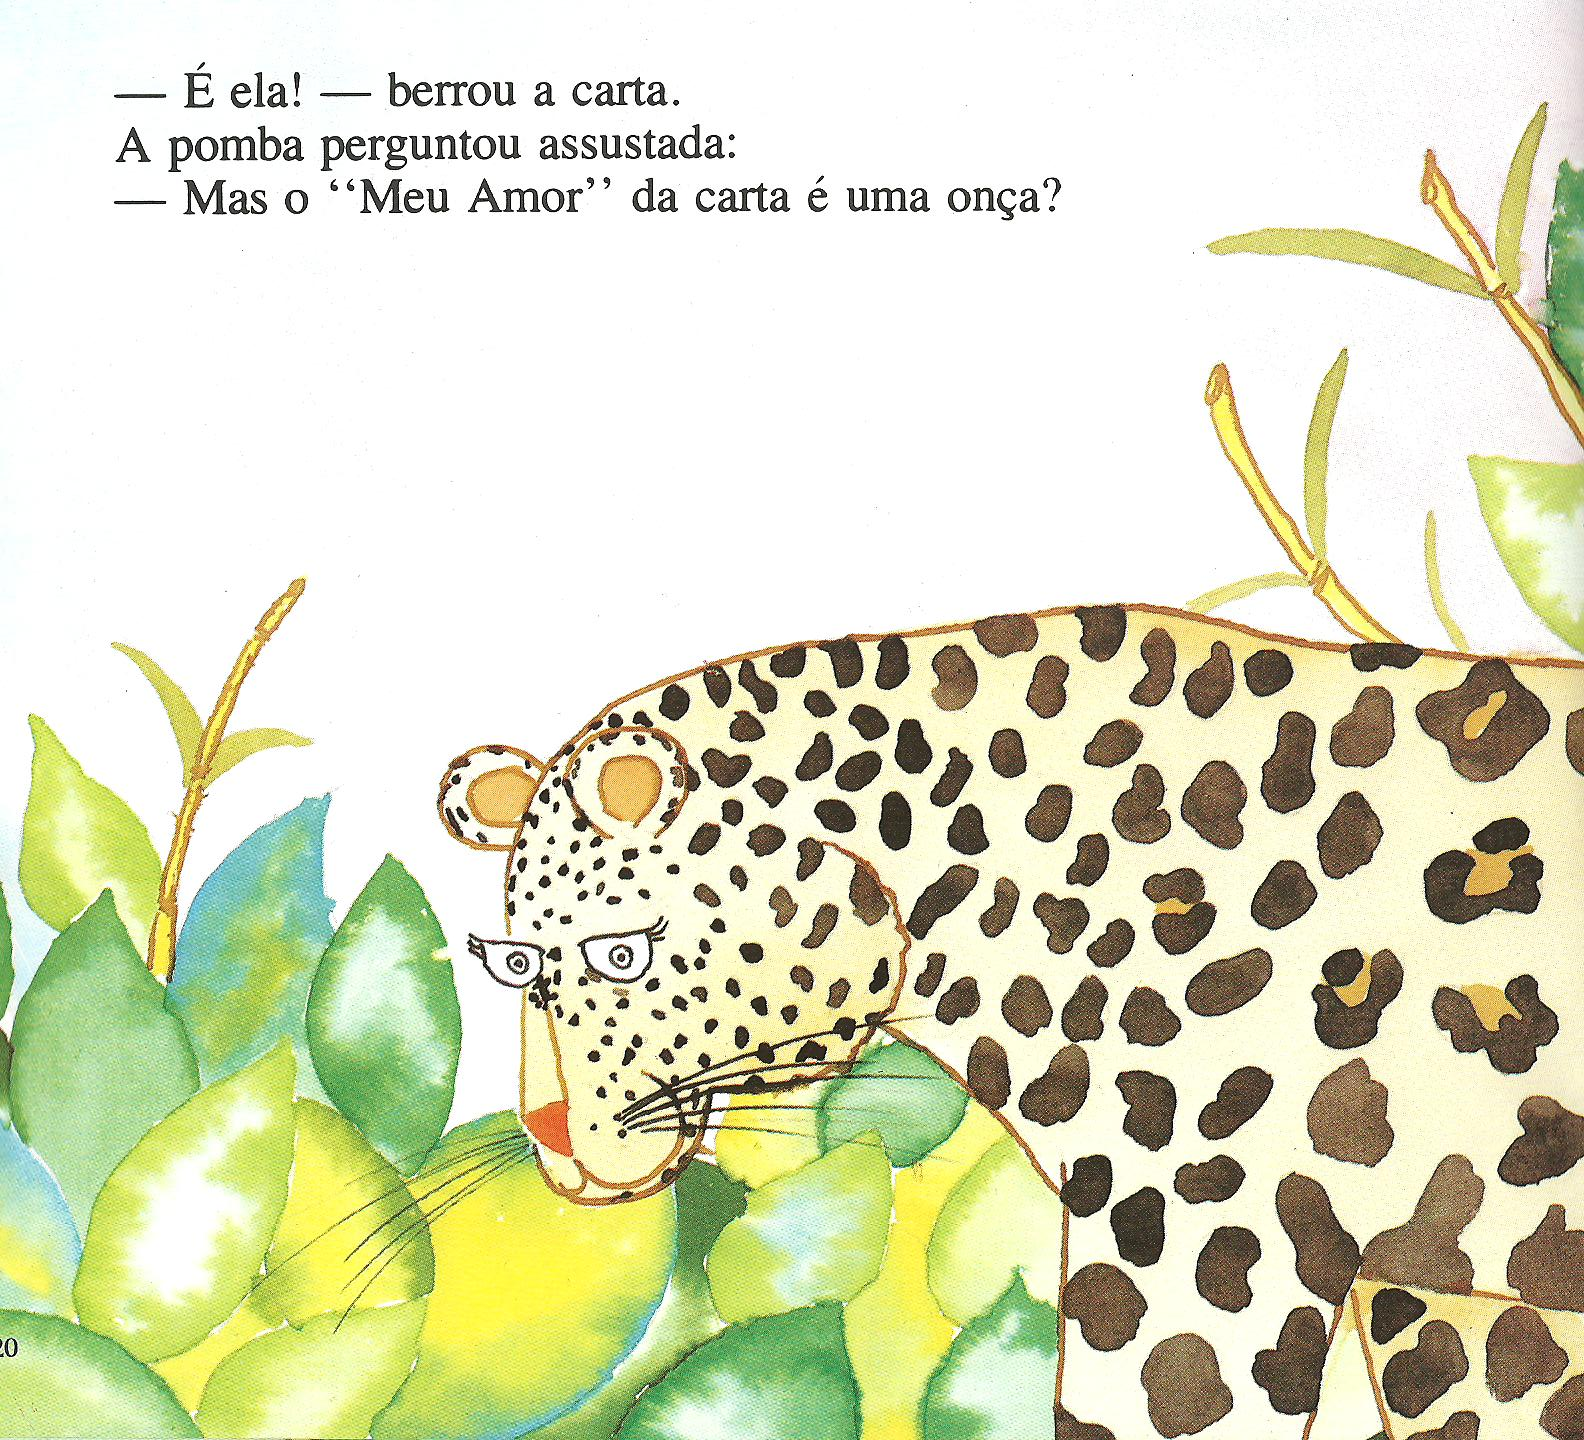 — É ela! — berrou a carta.
A pomba perguntou assustada:
— Mas o ‘‘Meu Amor’’ da carta é uma onça?
20